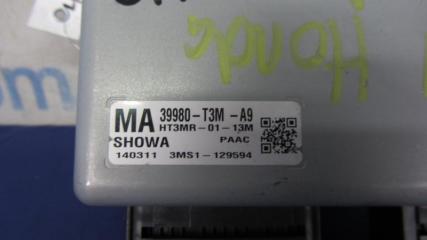 Honda
MA 39980-T3M -A9
HT3MR-01-13M
SHOWA PAAC
140311 3MS1-129594